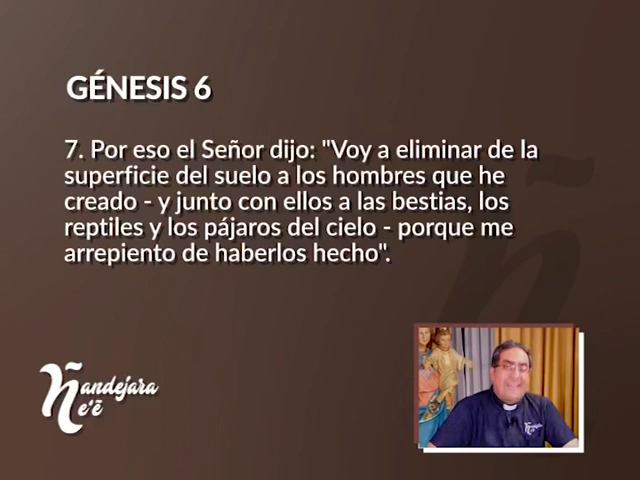 GÉNESIS 6
7. Por eso el Señor dijo: "Voy a eliminar de la
superficie del suelo a los hombres que he
creado - y junto con ellos a las bestias, los
reptiles y los pájaros del cielo - porque me
arrepiento de haberlos hecho".
Ñandejara
Ñe'ẽ